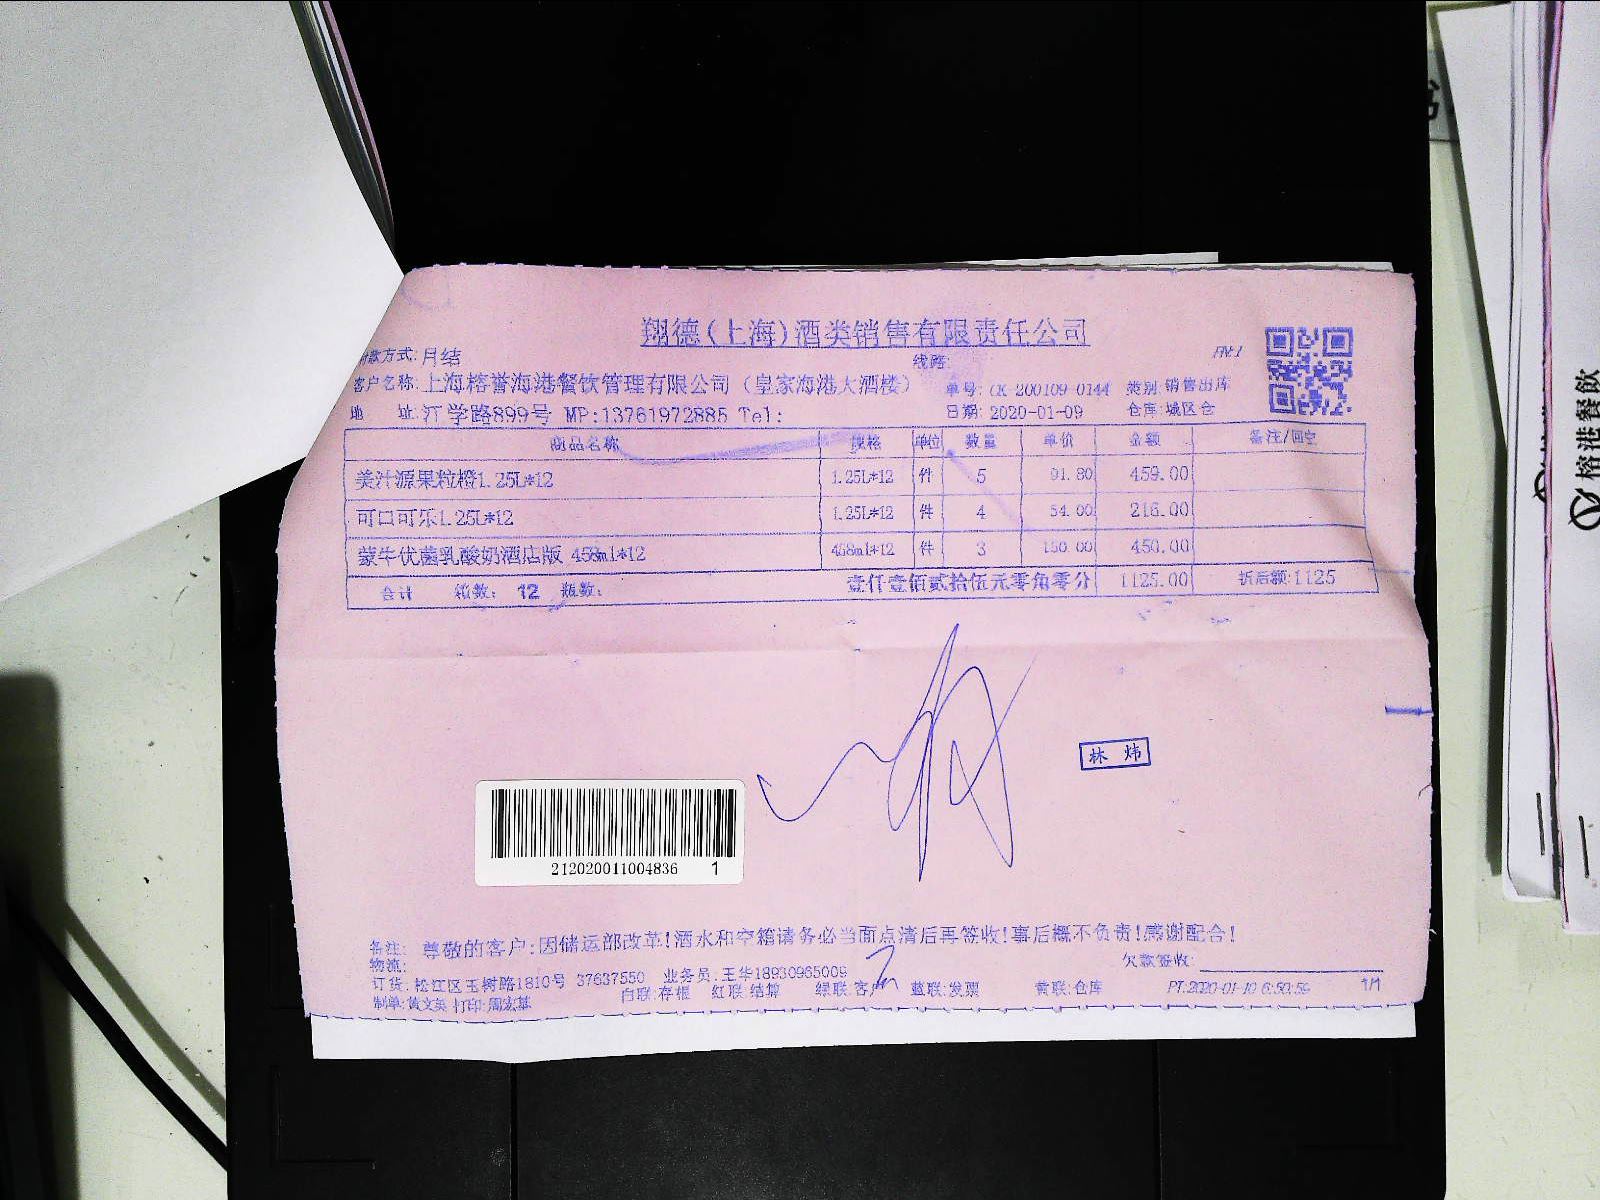 翔德(上海)酒类销售有限责任公司
付款方式:月结 线路:
客户名称:上海榕誉海港餐饮管理有限公司（皇家海港大酒楼） 单号:CK-200109-0144 类别:销售出库
地 址:江学路899号 MP:13761972885 Tel: 日期:2020-01-09 仓库:城区仓
商品名称 规格 单位 数量 单价 金额 备注/回空
美汁源果粒橙1.25L*12 1.25L*12 件 5 91.80 459.00
可口可乐1.25L*12 1.25L*12 件 4 54.00 216.00
蒙牛优菌乳酸奶酒店版 458ml*12 458ml*12 件 3 150.00 450.00
合计 箱数: 12 瓶数: 壹仟壹佰贰拾伍元零角零分 1125.00 折后额:1125
林炜
212020011004836 1
备注: 尊敬的客户:因储运部改革!酒水和空箱请务必当面点清后再签收!事后概不负责!感谢配合!
物流: 欠款签收:
订货:松江区玉树路1810号 37637550 业务员:王华18930965009
白联:存根 红联:结算 绿联:客户 蓝联:发票 黄联:仓库 PT:2020-01-10 6:50:59 1/1
制单:黄文英 打印:周宏基
榕港餐飲